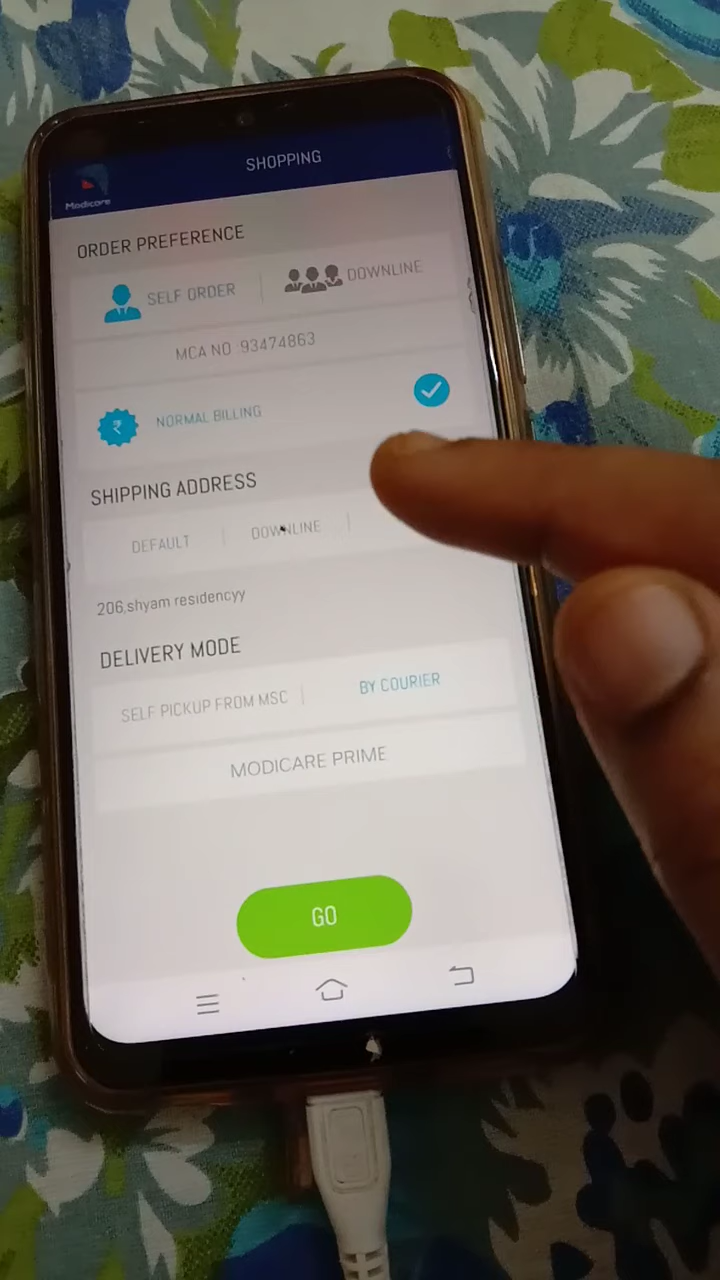 Modicare
SHOPPING
ORDER PREFERENCE
SELF ORDER
DOWNLINE
MCA NO 93474863
₹
NORMAL BILLING
SHIPPING ADDRESS
DEFAULT
DOWNLINE
206,shyam residencyy
DELIVERY MODE
SELF PICKUP FROM MSC
BY COURIER
MODICARE PRIME
GO